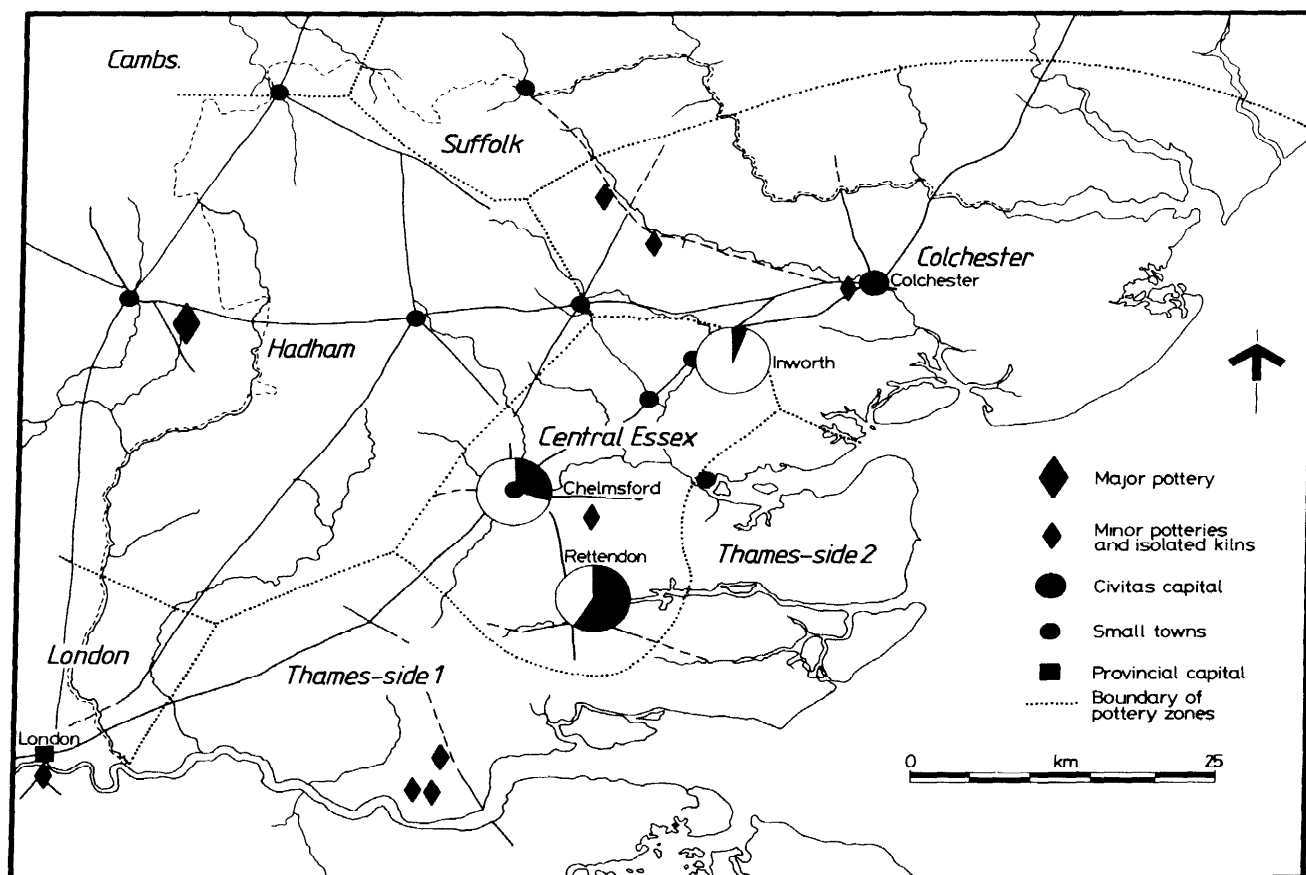 Cambs.
Suffolk
Colchester
Colchester
Hadham
Inworth
Central Essex
Chelmsford
Rettendon
Thames-side 2
London
Thames-side 1
London
Major pottery
Minor potteries
and isolated kilns
Civitas capital
Small towns
Provincial capital
Boundary of
pottery zones
0 km 25